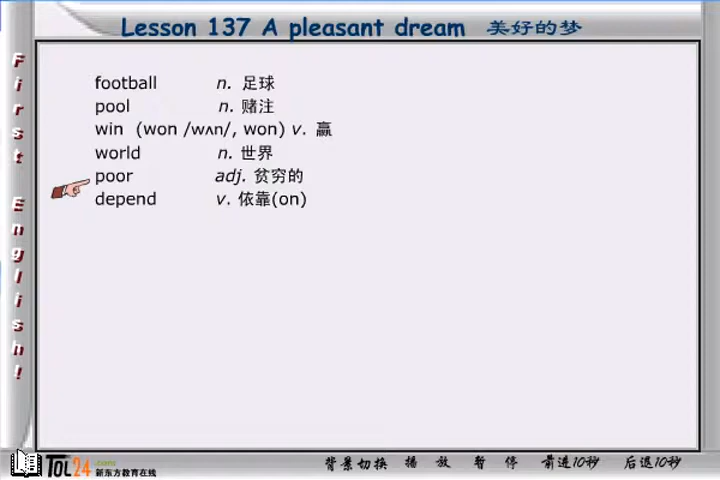 Lesson 137 A pleasant dream 美好的梦
First English!
football n. 足球
pool n. 赌注
win (won /wʌn/, won) v. 赢
world n. 世界
poor adj. 贫穷的
depend v. 依靠(on)
TOL24.com 新东方教育在线
背景切换 播放 暂停 前进10秒 后退10秒